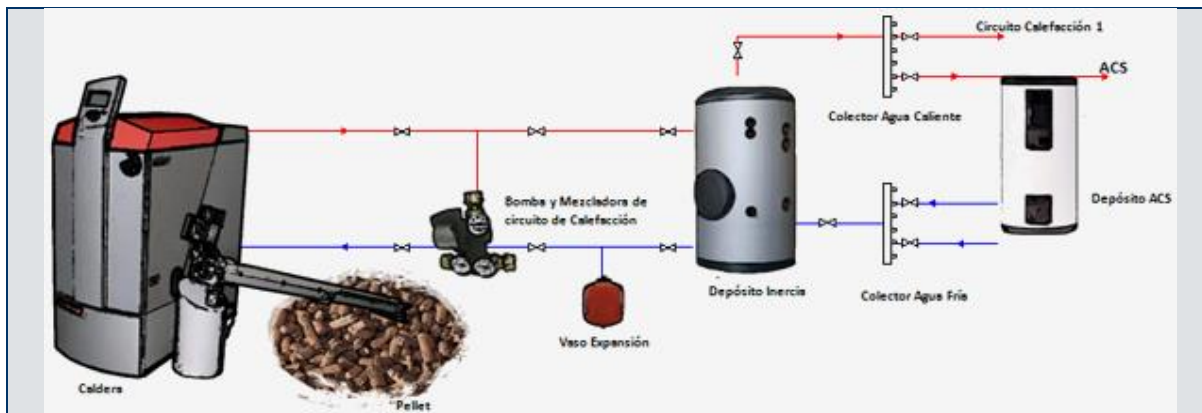 Circuito Calefacción 1
ACS
Colector Agua Caliente
Bomba y Mezcladora de
circuito de Calefacción
Depósito ACS
Depósito Inercia
Colector Agua Fría
Vaso Expansión
Caldera
Pellet